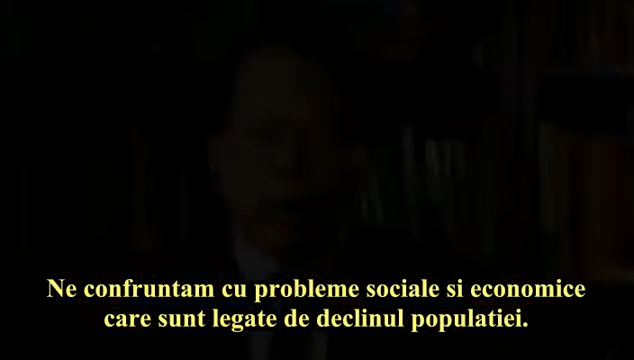 Ne confruntam cu probleme sociale si economice
care sunt legate de declinul populatiei.